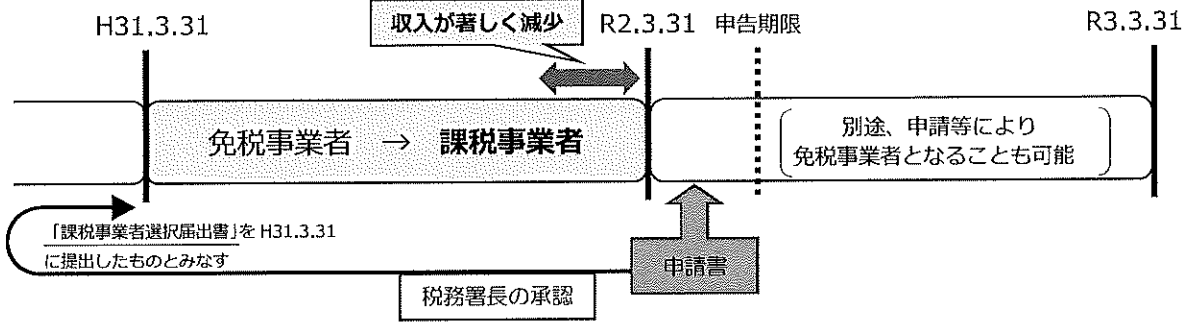 H31.3.31
収入が著しく減少
R2.3.31
申告期限
R3.3.31
免税事業者 → 課税事業者
別途、申請等により
免税事業者となることも可能
「課税事業者選択届出書」を H31.3.31
に提出したものとみなす
申請書
税務署長の承認